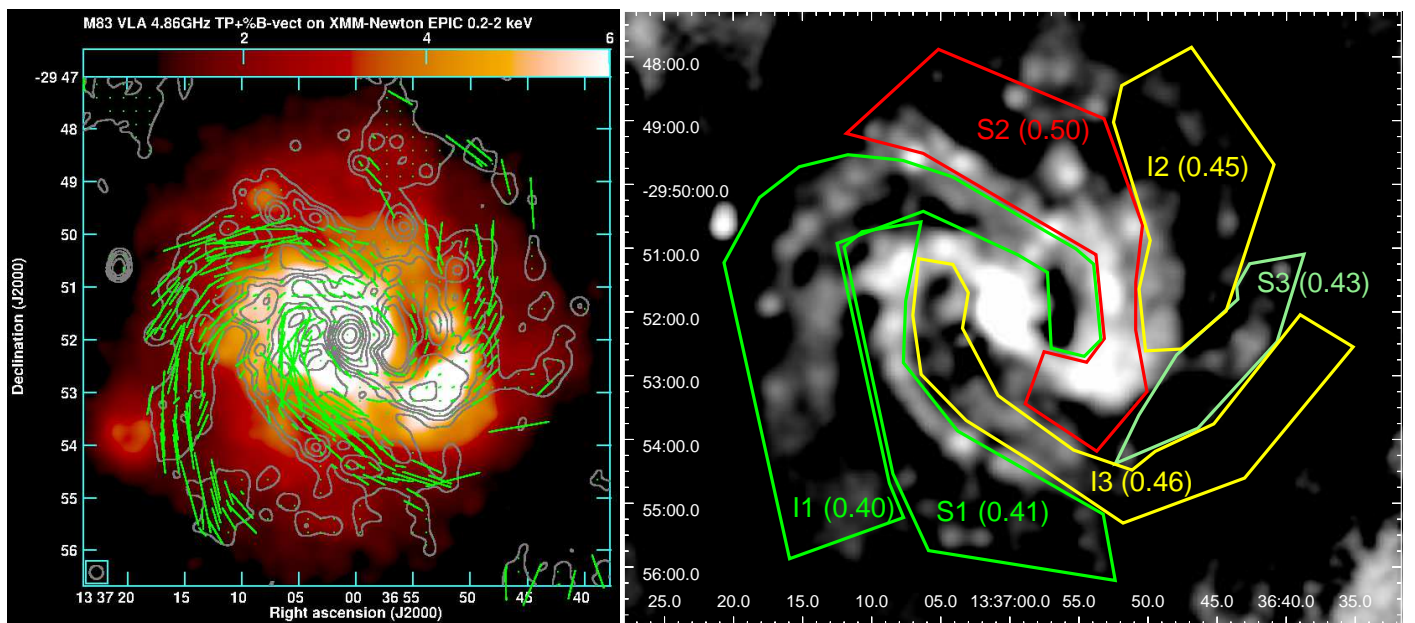 M83 VLA 4.86GHz TP+%B-vect on XMM-Newton EPIC 0.2-2 keV
2 4 6
-29 47
48
49
50
51
52
53
54
55
56
Declination (J2000)
13 37 20 15 10 05 00 36 55 50 45 40
Right ascension (J2000)
48:00.0
49:00.0
-29:50:00.0
51:00.0
52:00.0
53:00.0
54:00.0
55:00.0
56:00.0
S2 (0.50)
I2 (0.45)
S3 (0.43)
I3 (0.46)
I1 (0.40)
S1 (0.41)
25.0 20.0 15.0 10.0 05.0 13:37:00.0 55.0 50.0 45.0 36:40.0 35.0